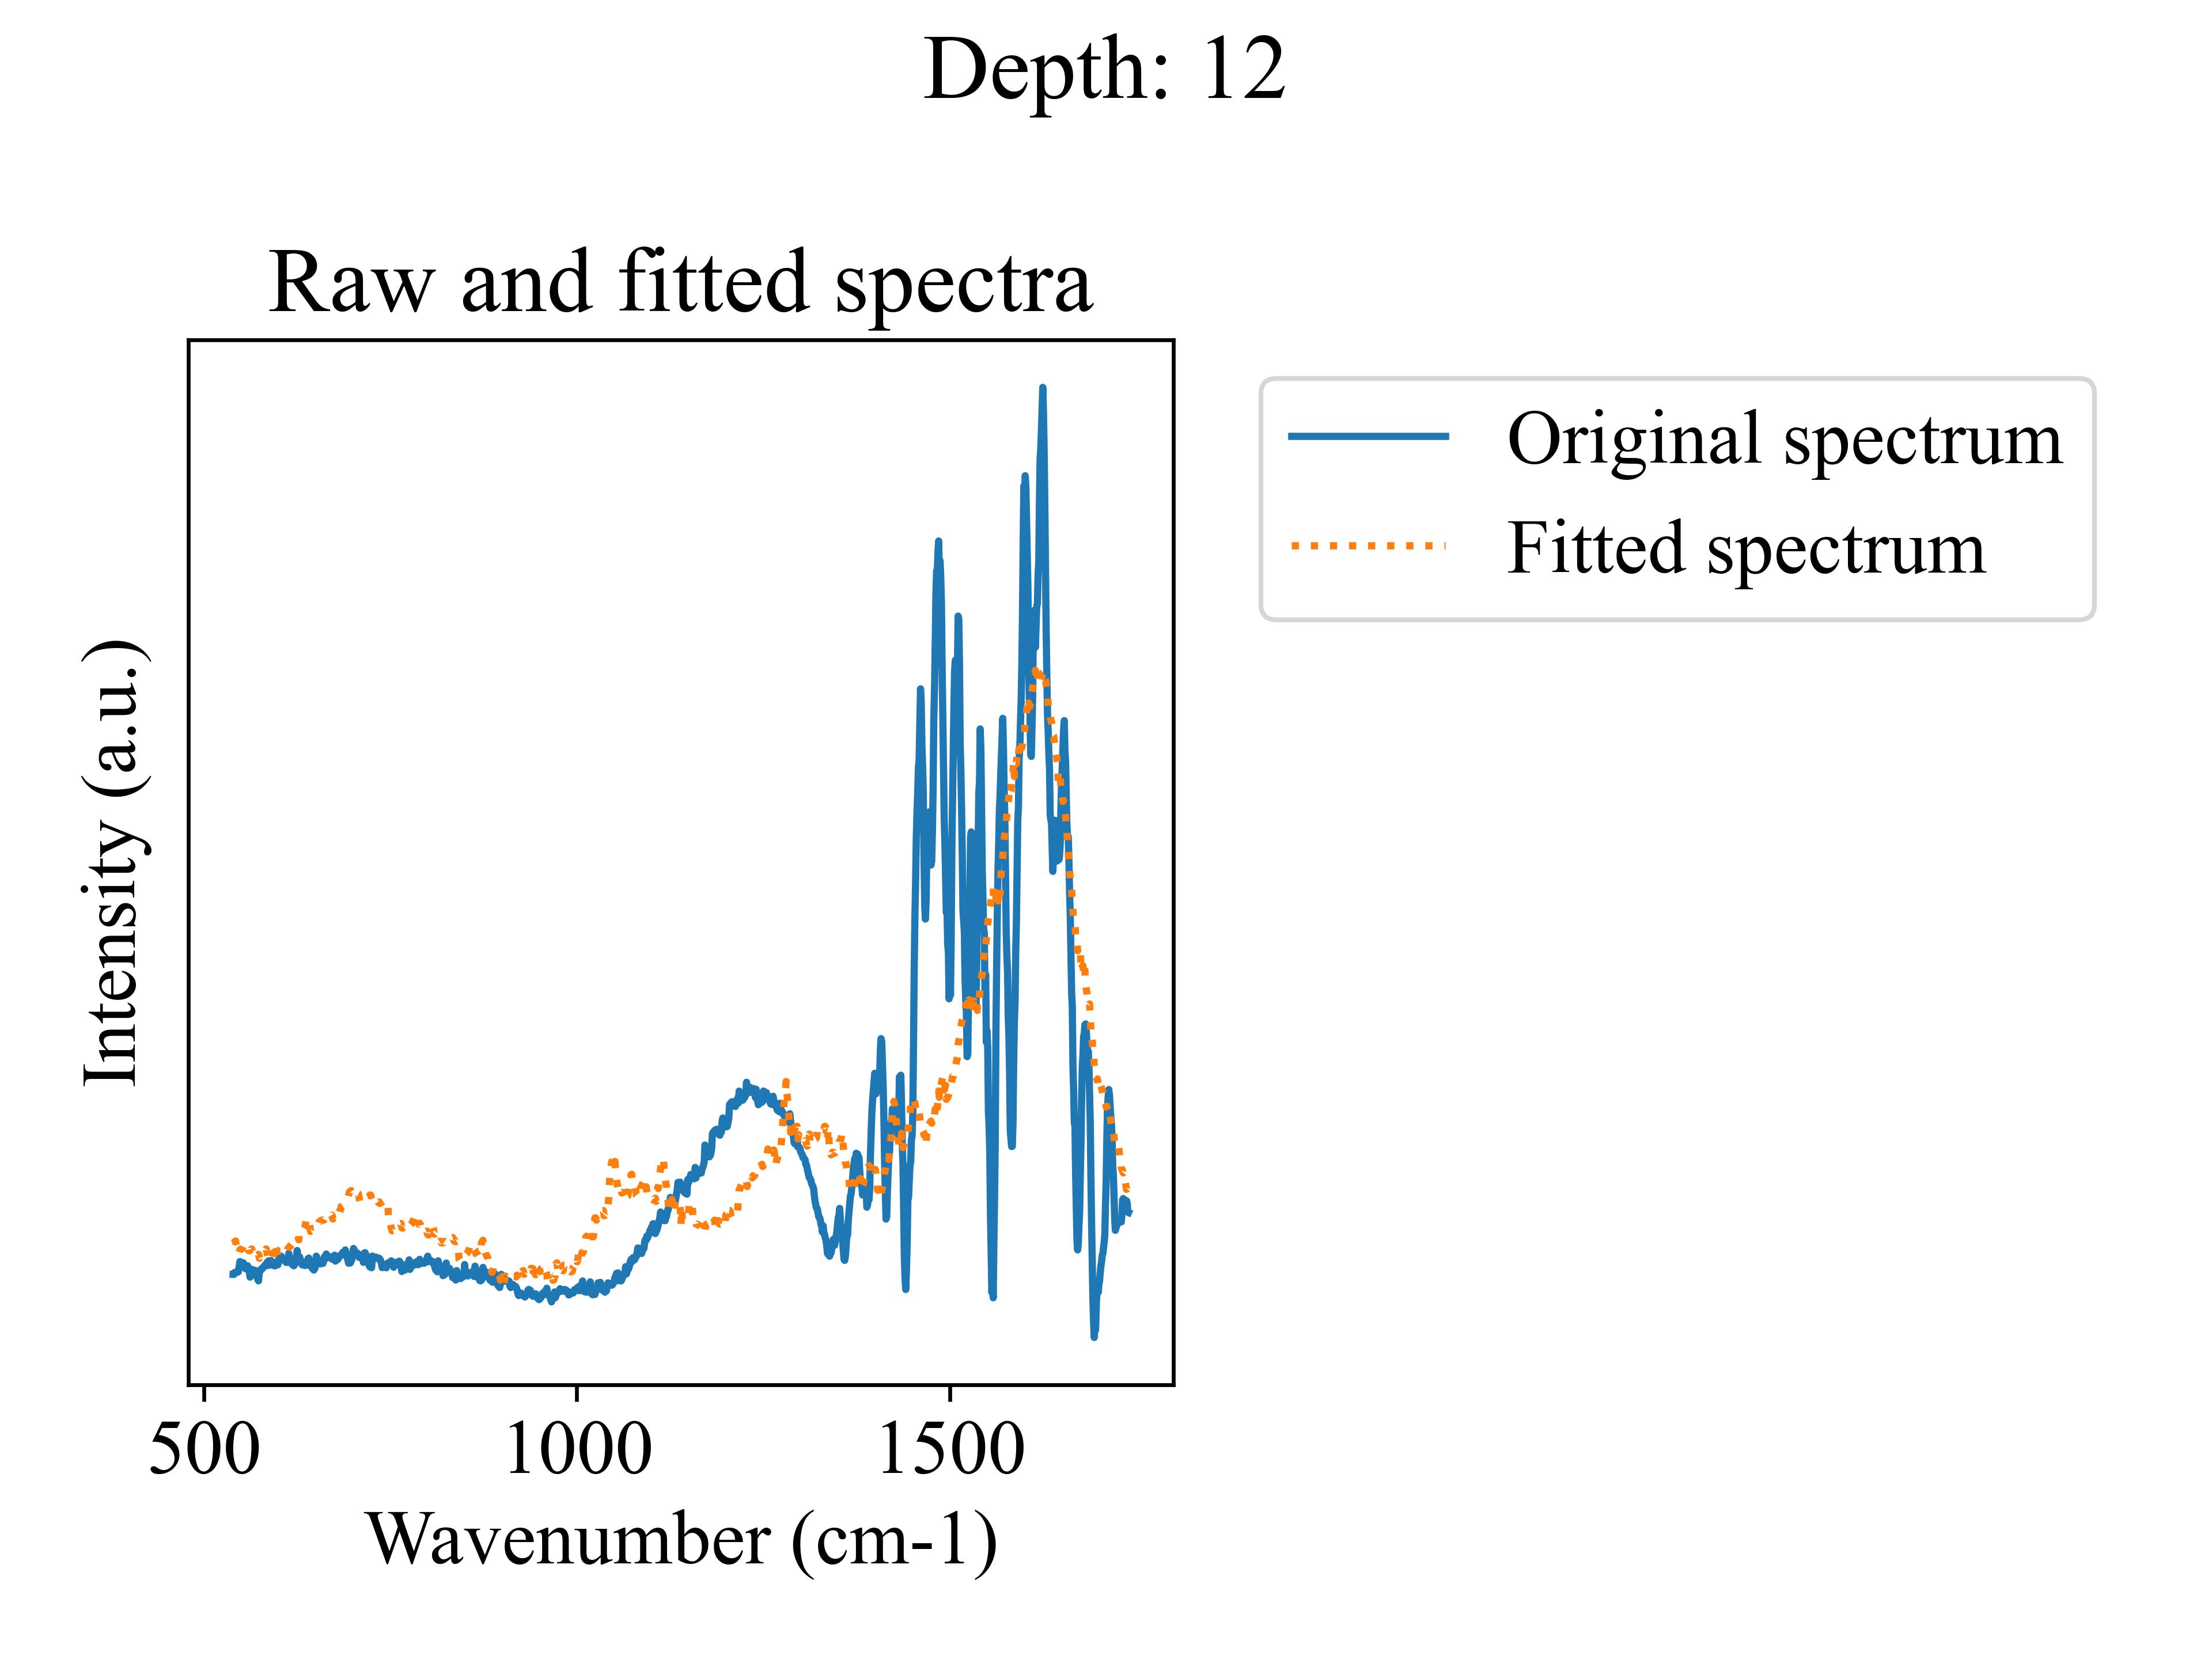 Depth: 12
Raw and fitted spectra
Original spectrum
Fitted spectrum
Intensity (a.u.)
500 1000 1500
Wavenumber (cm-1)